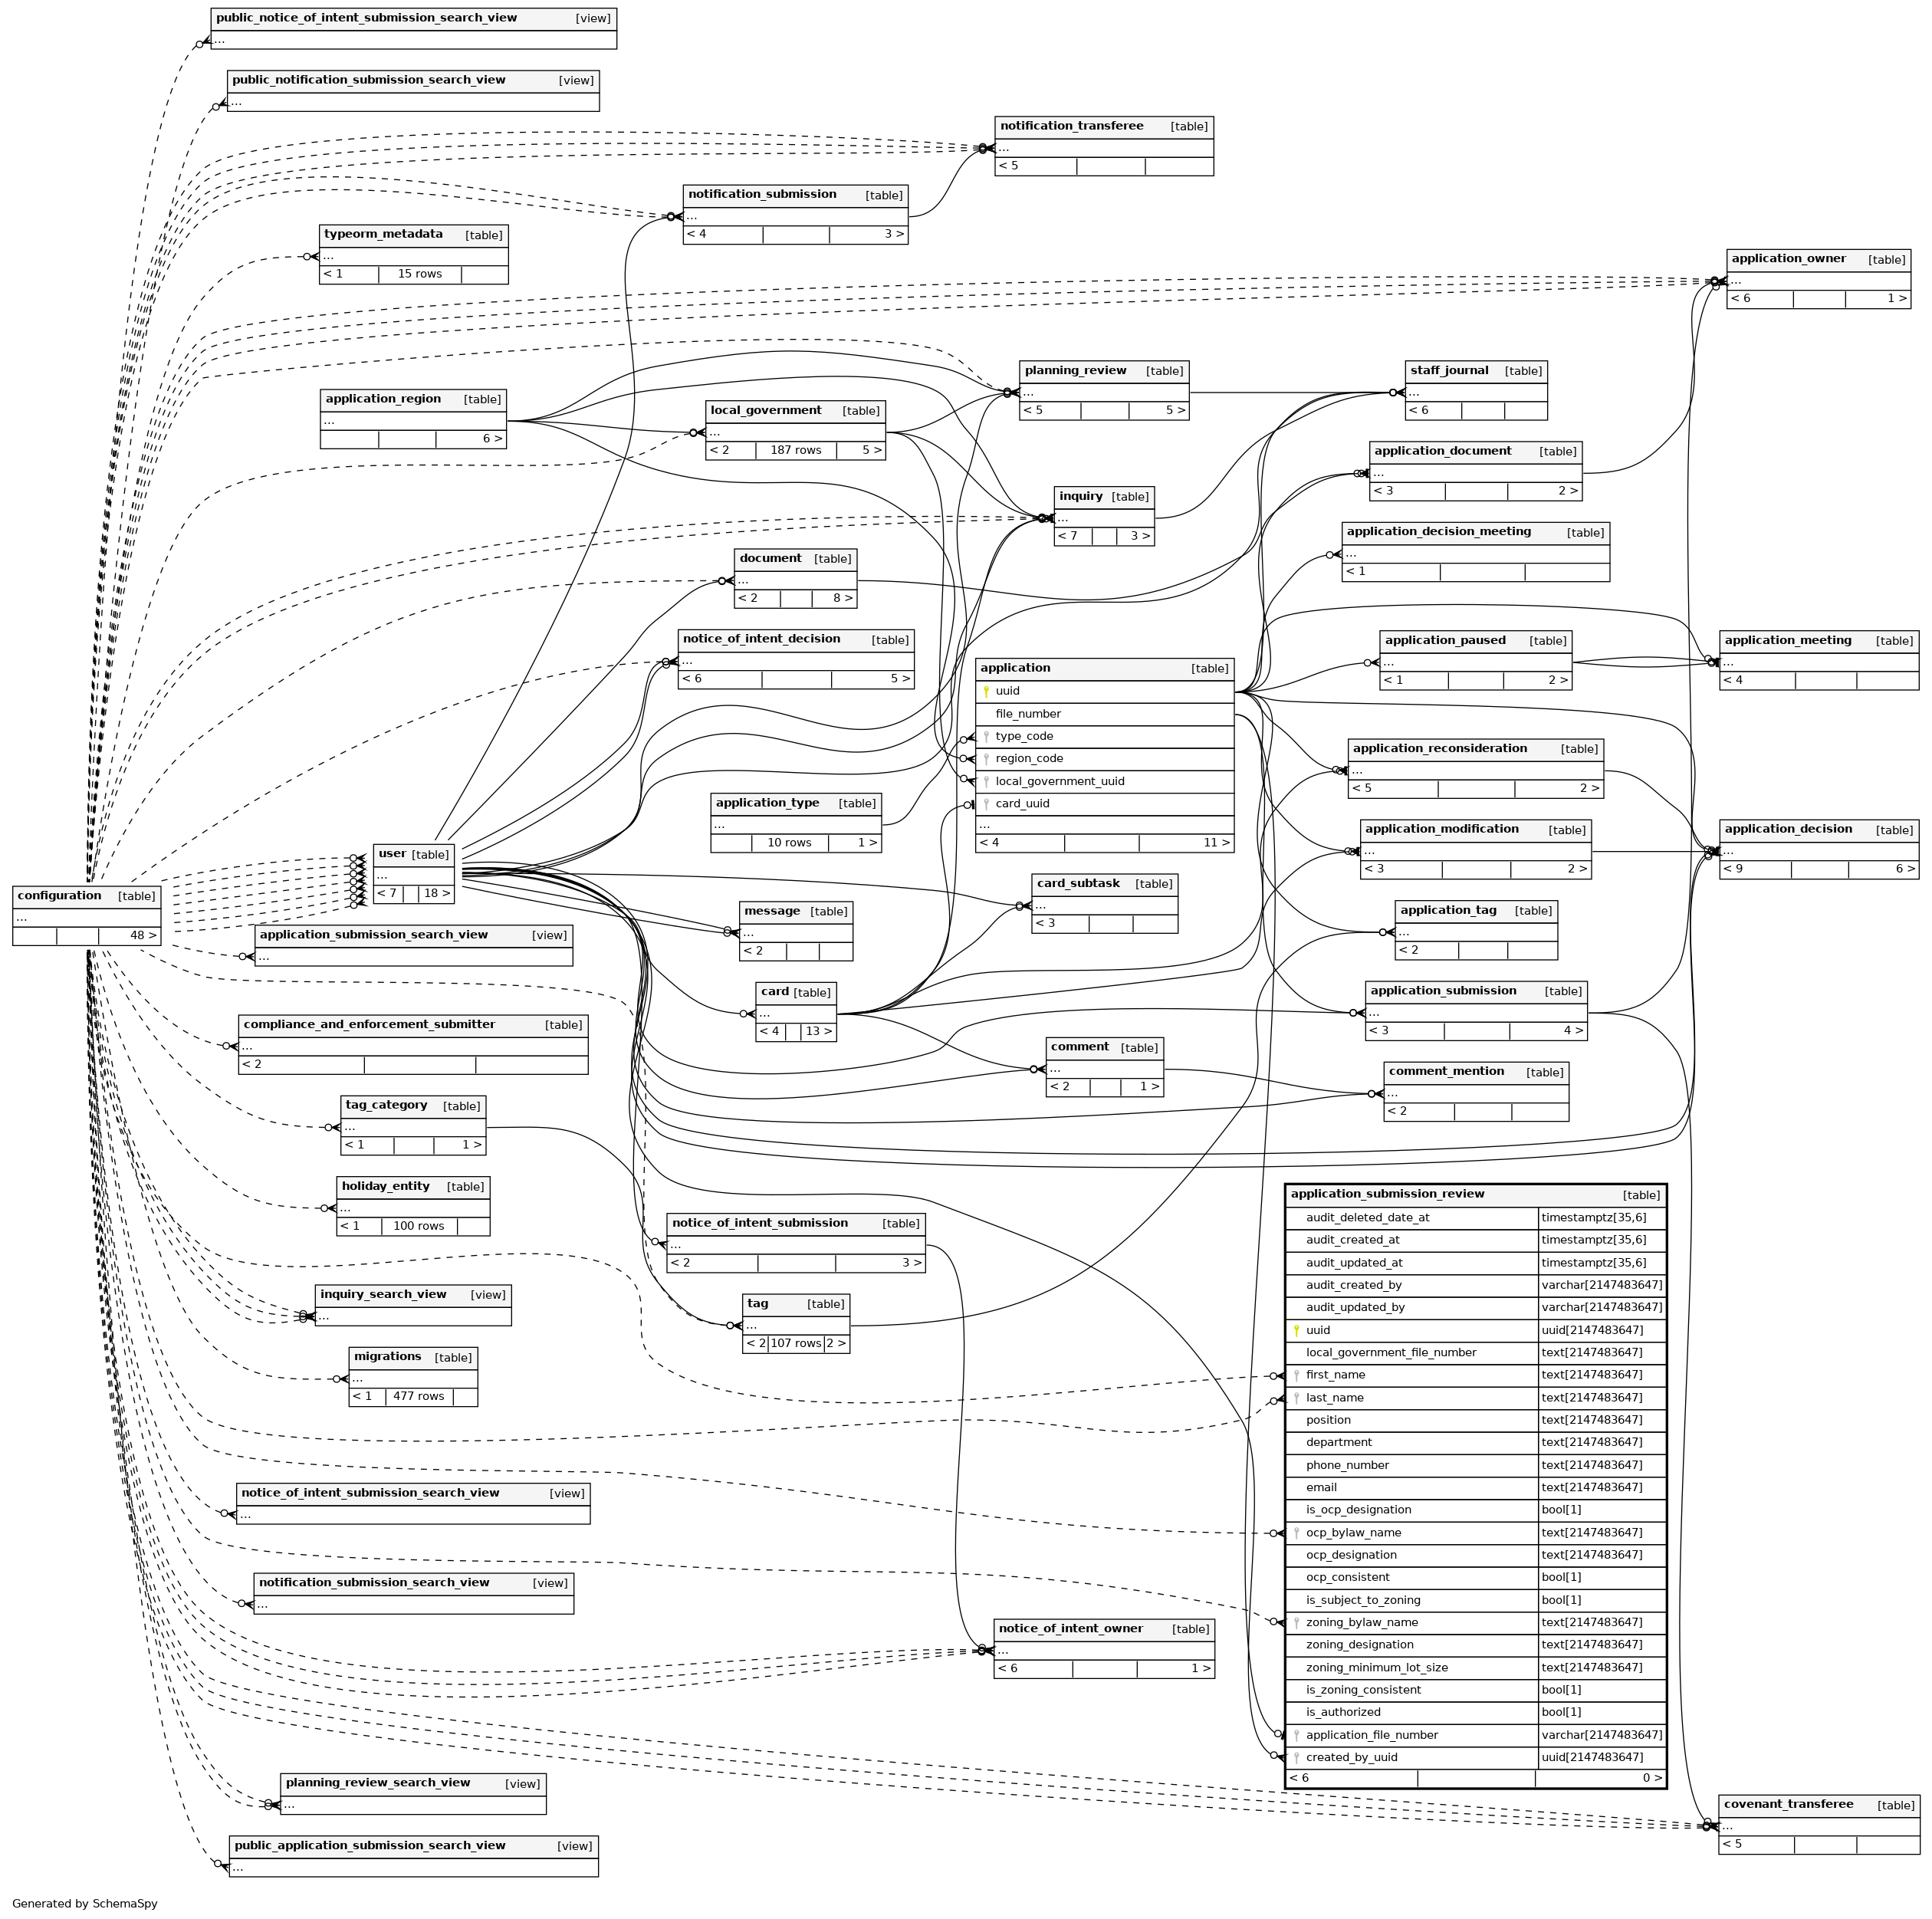 public_notice_of_intent_submission_search_view [view]
...
public_notification_submission_search_view [view]
...
notification_transferee [table]
...
< 5
notification_submission [table]
...
< 4 3 >
typeorm_metadata [table]
...
< 1 15 rows
application_owner [table]
...
< 6 1 >
planning_review [table]
...
< 5 5 >
staff_journal [table]
...
< 6
application_region [table]
...
6 >
local_government [table]
...
< 2 187 rows 5 >
application_document [table]
...
< 3 2 >
inquiry [table]
...
< 7 3 >
application_decision_meeting [table]
...
< 1
document [table]
...
< 2 8 >
notice_of_intent_decision [table]
...
< 6 5 >
application [table]
uuid
file_number
type_code
region_code
local_government_uuid
card_uuid
...
< 4 11 >
application_paused [table]
...
< 1 2 >
application_meeting [table]
...
< 4
application_reconsideration [table]
...
< 5 2 >
application_type [table]
...
10 rows 1 >
application_modification [table]
...
< 3 2 >
application_decision [table]
...
< 9 6 >
user [table]
...
< 7 18 >
configuration [table]
...
48 >
card_subtask [table]
...
< 3
message [table]
...
< 2
application_tag [table]
...
< 2
application_submission_search_view [view]
...
card [table]
...
< 4 13 >
application_submission [table]
...
< 3 4 >
compliance_and_enforcement_submitter [table]
...
< 2
comment [table]
...
< 2 1 >
comment_mention [table]
...
< 2
tag_category [table]
...
< 1 1 >
holiday_entity [table]
...
< 1 100 rows
notice_of_intent_submission [table]
...
< 2 3 >
inquiry_search_view [view]
...
tag [table]
...
< 2 107 rows 2 >
migrations [table]
...
< 1 477 rows
application_submission_review [table]
audit_deleted_date_at timestamptz[35,6]
audit_created_at timestamptz[35,6]
audit_updated_at timestamptz[35,6]
audit_created_by varchar[2147483647]
audit_updated_by varchar[2147483647]
uuid uuid[2147483647]
local_government_file_number text[2147483647]
first_name text[2147483647]
last_name text[2147483647]
position text[2147483647]
department text[2147483647]
phone_number text[2147483647]
email text[2147483647]
is_ocp_designation bool[1]
ocp_bylaw_name text[2147483647]
ocp_designation text[2147483647]
ocp_consistent bool[1]
is_subject_to_zoning bool[1]
zoning_bylaw_name text[2147483647]
zoning_designation text[2147483647]
zoning_minimum_lot_size text[2147483647]
is_zoning_consistent bool[1]
is_authorized bool[1]
application_file_number varchar[2147483647]
created_by_uuid uuid[2147483647]
< 6 0 >
notice_of_intent_submission_search_view [view]
...
notification_submission_search_view [view]
...
notice_of_intent_owner [table]
...
< 6 1 >
planning_review_search_view [view]
...
covenant_transferee [table]
...
< 5
public_application_submission_search_view [view]
...
Generated by SchemaSpy